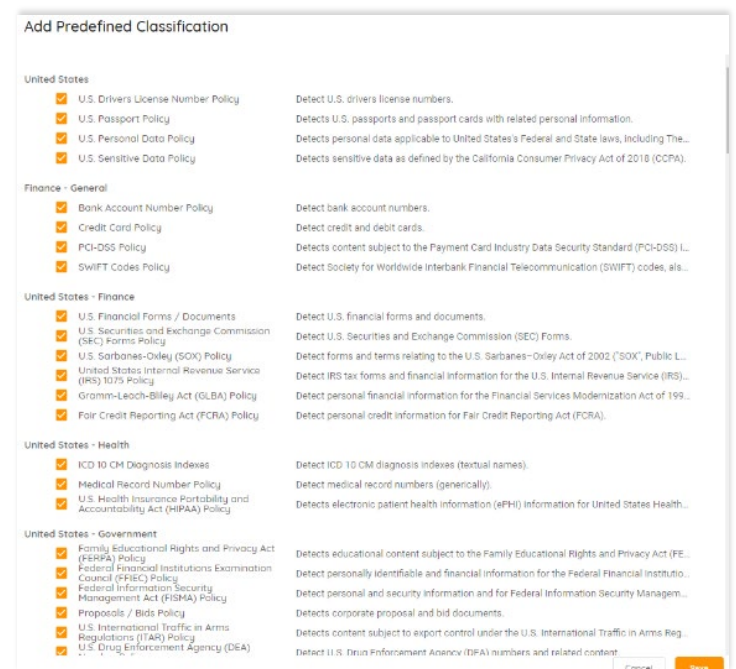 Add Predefined Classification
United States
U.S. Drivers License Number Policy Detect U.S. drivers license numbers.
U.S. Passport Policy Detects U.S. passports and passport cards with related personal information.
U.S. Personal Data Policy Detects personal data applicable to United States's Federal and State laws, including The...
U.S. Sensitive Data Policy Detects sensitive data as defined by the California Consumer Privacy Act of 2018 (CCPA).
Finance - General
Bank Account Number Policy Detect bank account numbers.
Credit Card Policy Detect credit and debit cards.
PCI-DSS Policy Detects content subject to the Payment Card Industry Data Security Standard (PCI-DSS) i...
SWIFT Codes Policy Detect Society for Worldwide Interbank Financial Telecommunication (SWIFT) codes, als...
United States - Finance
U.S. Financial Forms / Documents Detect U.S. financial forms and documents.
U.S. Securities and Exchange Commission
(SEC) Forms Policy Detect U.S. Securities and Exchange Commission (SEC) Forms.
U.S. Sarbanes-Oxley (SOX) Policy Detect forms and terms relating to the U.S. Sarbanes–Oxley Act of 2002 ("SOX", Public L...
United States Internal Revenue Service
(IRS) 1075 Policy Detect IRS tax forms and financial information for the U.S. Internal Revenue Service (IRS)...
Gramm-Leach-Bliley Act (GLBA) Policy Detect personal financial information for the Financial Services Modernization Act of 199...
Fair Credit Reporting Act (FCRA) Policy Detect personal credit information for Fair Credit Reporting Act (FCRA).
United States - Health
ICD 10 CM Diagnosis Indexes Detect ICD 10 CM diagnosis indexes (textual names).
Medical Record Number Policy Detect medical record numbers (generically).
U.S. Health Insurance Portability and
Accountability Act (HIPAA) Policy Detects electronic patient health information (ePHI) information for United States Health...
United States - Government
Family Educational Rights and Privacy Act
(FERPA) Policy Detects educational content subject to the Family Educational Rights and Privacy Act (FE...
Federal Financial Institutions Examination
Council (FFIEC) Policy Detect personally identifiable and financial information for the Federal Financial Institutio...
Federal Information Security
Management Act (FISMA) Policy Detect personal and security information and for Federal Information Security Managem...
Proposals / Bids Policy Detects corporate proposal and bid documents.
U.S. International Traffic in Arms
Regulations (ITAR) Policy Detects content subject to export control under the U.S. International Traffic in Arms Reg...
U.S. Drug Enforcement Agency (DEA)
Detect U.S. Drug Enforcement Agency (DEA) numbers and related content.
Cancel Save